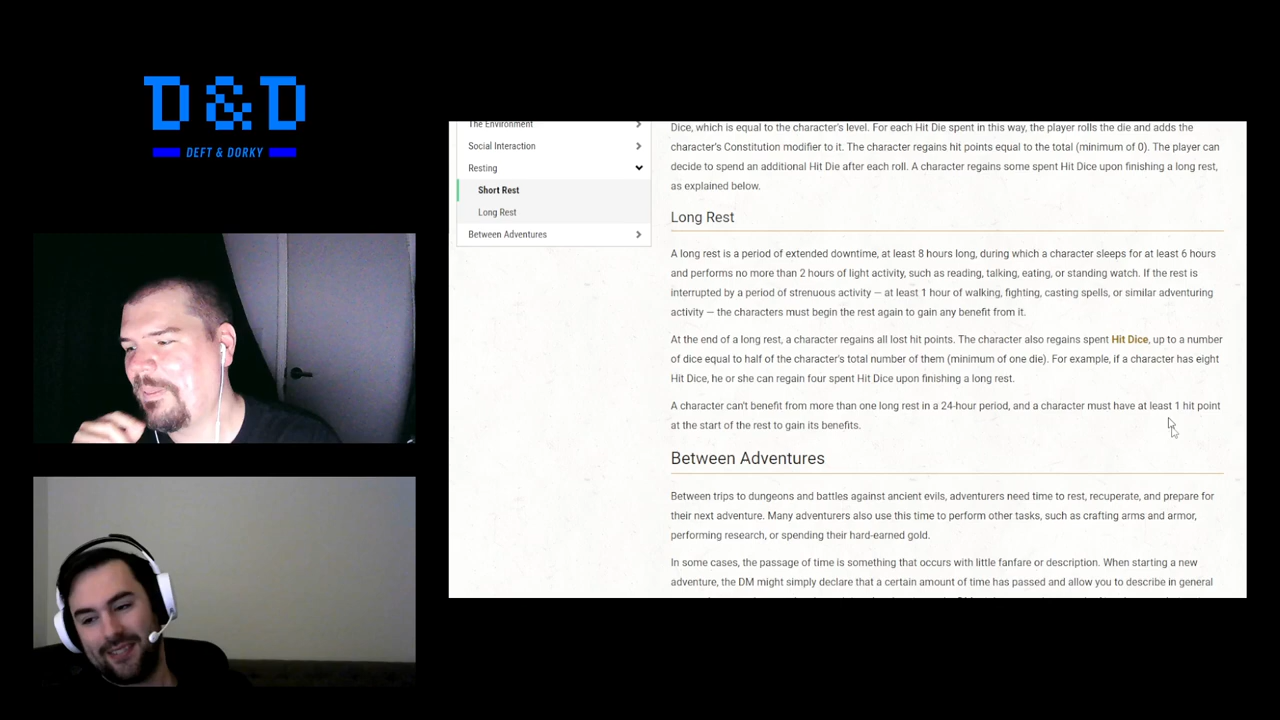 D&D
DEFT & DORKY
The Environment
Social Interaction
Resting
Short Rest
Long Rest
Between Adventures
Dice, which is equal to the character's level. For each Hit Die spent in this way, the player rolls the die and adds the
character's Constitution modifier to it. The character regains hit points equal to the total (minimum of 0). The player can
decide to spend an additional Hit Die after each roll. A character regains some spent Hit Dice upon finishing a long rest,
as explained below.
Long Rest
A long rest is a period of extended downtime, at least 8 hours long, during which a character sleeps for at least 6 hours
and performs no more than 2 hours of light activity, such as reading, talking, eating, or standing watch. If the rest is
interrupted by a period of strenuous activity — at least 1 hour of walking, fighting, casting spells, or similar adventuring
activity — the characters must begin the rest again to gain any benefit from it.
At the end of a long rest, a character regains all lost hit points. The character also regains spent Hit Dice, up to a number
of dice equal to half of the character's total number of them (minimum of one die). For example, if a character has eight
Hit Dice, he or she can regain four spent Hit Dice upon finishing a long rest.
A character can't benefit from more than one long rest in a 24-hour period, and a character must have at least 1 hit point
at the start of the rest to gain its benefits.
Between Adventures
Between trips to dungeons and battles against ancient evils, adventurers need time to rest, recuperate, and prepare for
their next adventure. Many adventurers also use this time to perform other tasks, such as crafting arms and armor,
performing research, or spending their hard-earned gold.
In some cases, the passage of time is something that occurs with little fanfare or description. When starting a new
adventure, the DM might simply declare that a certain amount of time has passed and allow you to describe in general